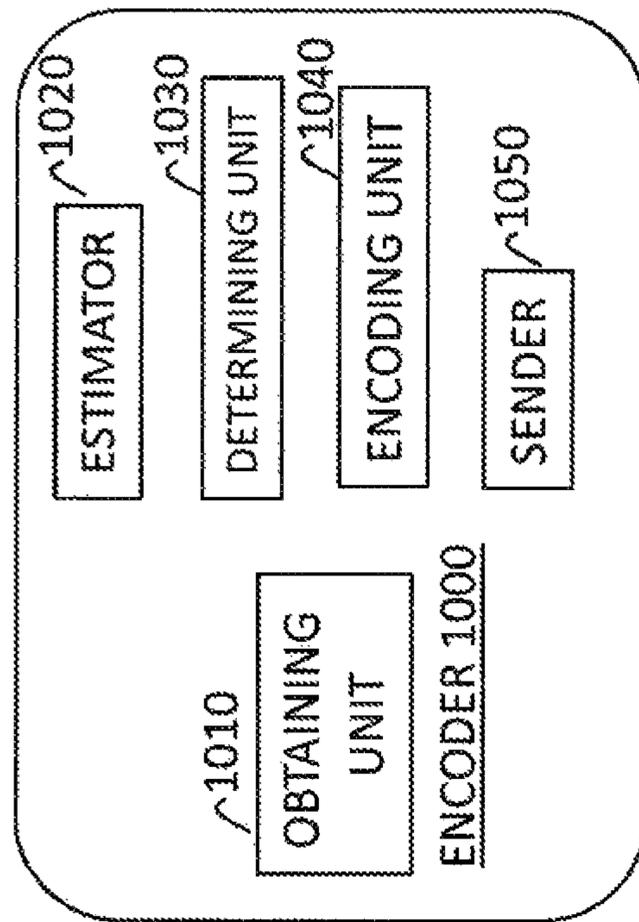 1010
OBTAINING
UNIT
ENCODER 1000
1020
ESTIMATOR
1030
DETERMINING UNIT
1040
ENCODING UNIT
1050
SENDER